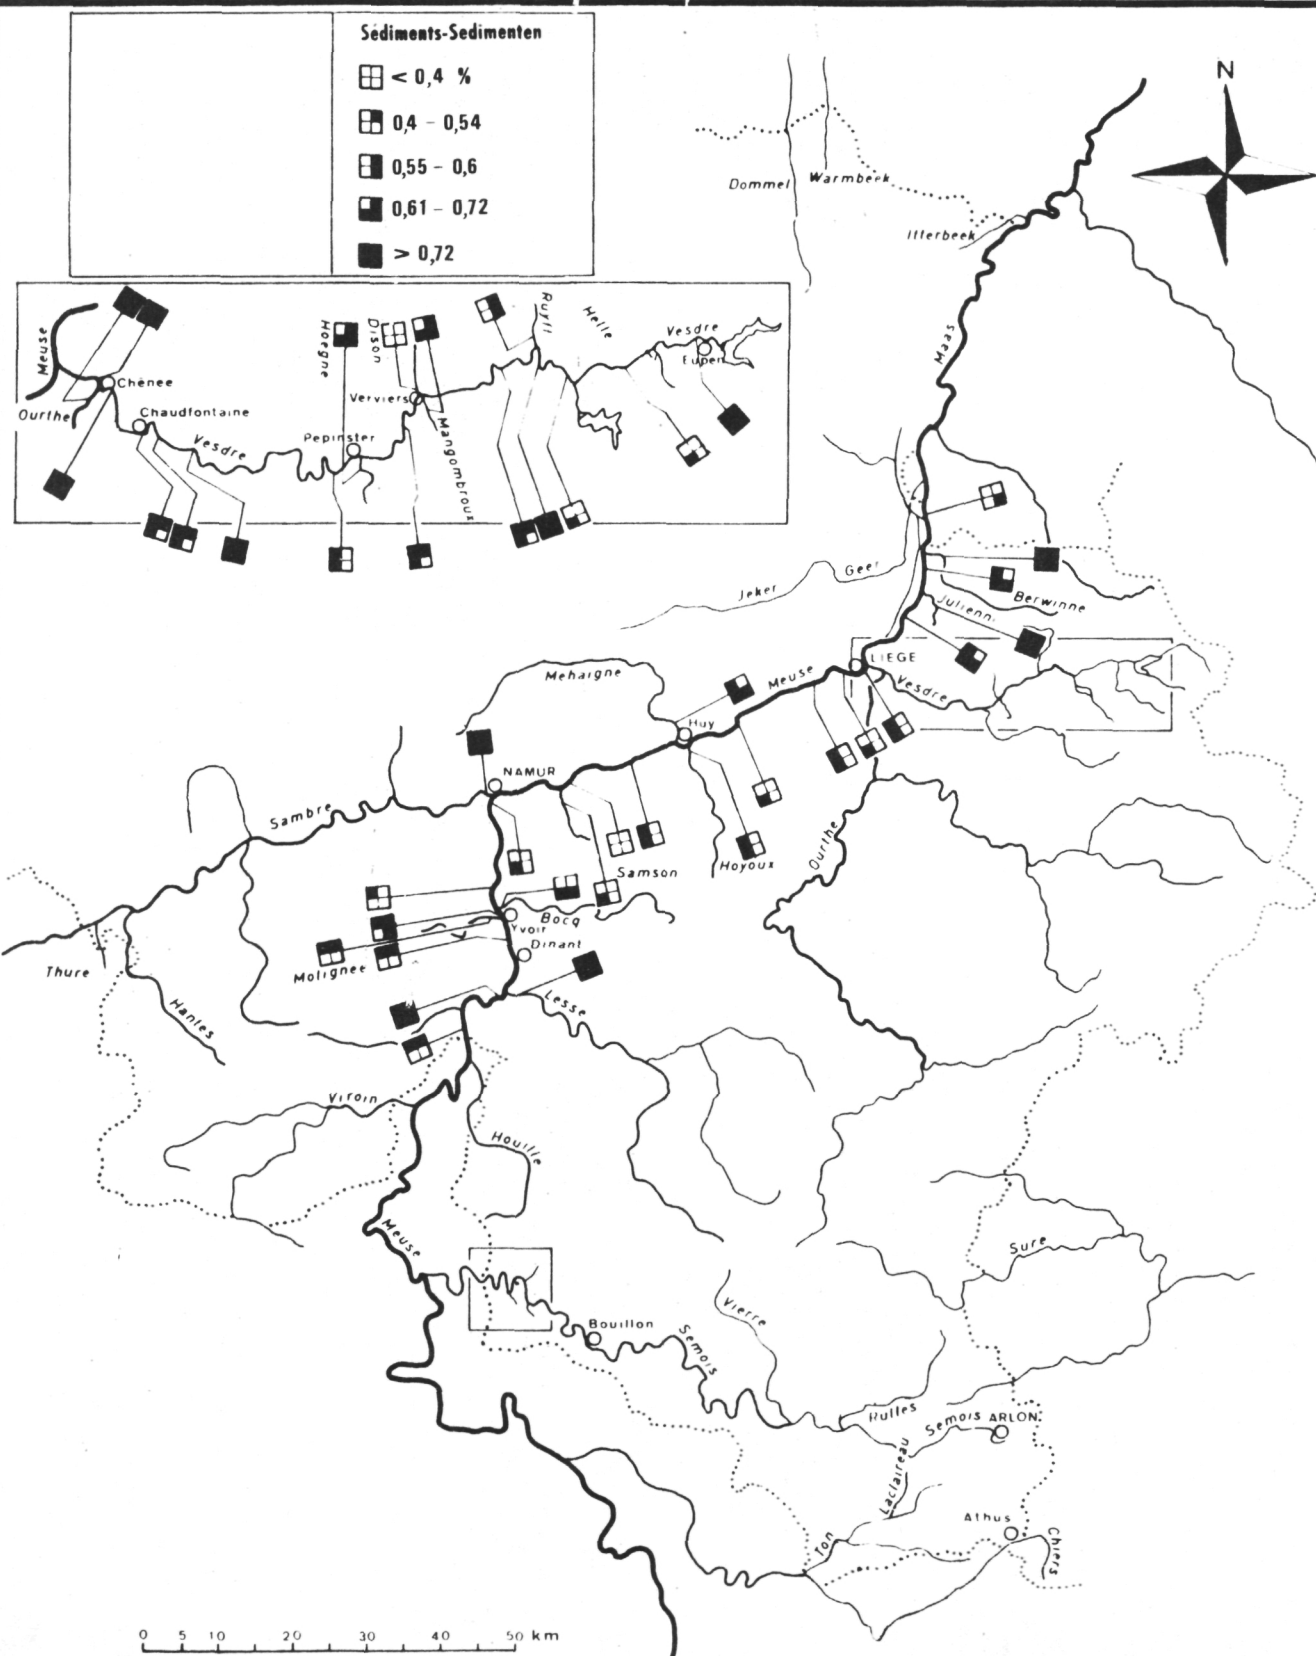 Sédiments-Sedimenten
< 0,4 %
0,4 - 0,54
0,55 - 0,6
0,61 - 0,72
> 0,72
N
Dommel
Warmbeek
Itterbeek
Maas
Meuse
Ourthe
Chênee
Chaudfontaine
Vesdre
Hoegne
Pepinster
Dison
Verviers
Mangombroux
Ruyff
Helle
Vesdre
Eupen
Jeker
Geer
Berwinne
Julienn
LIEGE
Vesdre
Mehaigne
Meuse
Huy
NAMUR
Sambre
Samson
Hoyoux
Ourthe
Bocq
Yvoir
Dinant
Molignee
Thure
Hantes
Lesse
Viroin
Houille
Meuse
Sure
Bouillon
Vierre
Semois
Rulles
Semois
ARLON
Laclaireau
Athus
Ton
Chiers
0 5 10 20 30 40 50 km